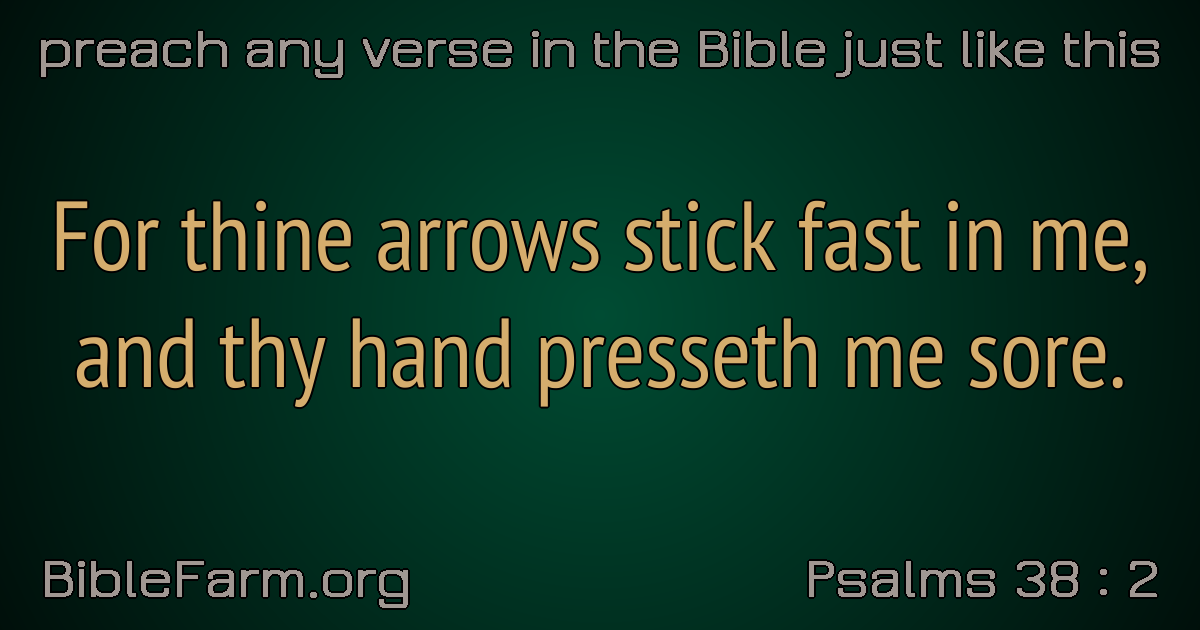 preach any verse in the Bible just like this
For thine arrows stick fast in me,
and thy hand presseth me sore.
BibleFarm.org
Psalms 38 : 2